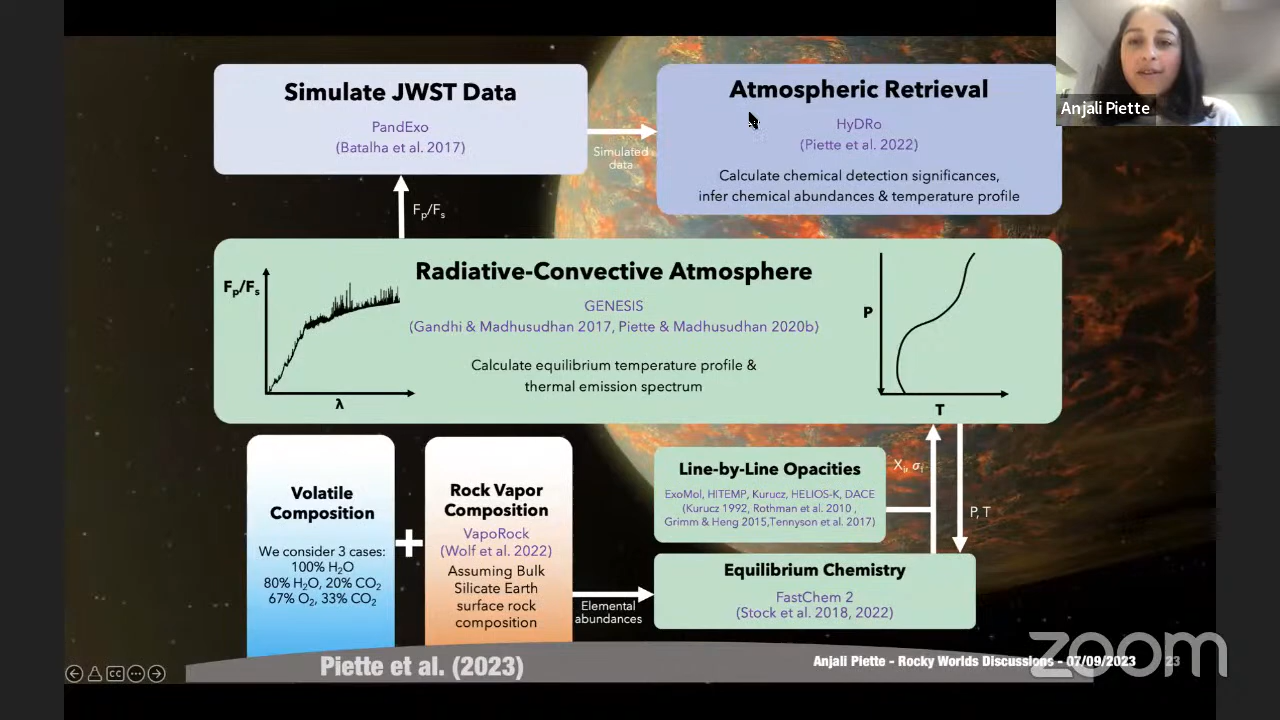 Simulate JWST Data
PandExo
(Batalha et al. 2017)
Simulated
data
Atmospheric Retrieval
HyDRo
(Piette et al. 2022)
Calculate chemical detection significances,
infer chemical abundances & temperature profile
Anjali Piette
Fp/Fs
Radiative-Convective Atmosphere
GENESIS
(Gandhi & Madhusudhan 2017, Piette & Madhusudhan 2020b)
Calculate equilibrium temperature profile &
thermal emission spectrum
Fp/Fs
λ
P
T
Volatile
Composition
We consider 3 cases:
100% H₂O
80% H₂O, 20% CO₂
67% O₂, 33% CO₂
+
Rock Vapor
Composition
VapoRock
(Wolf et al. 2022)
Assuming Bulk
Silicate Earth
surface rock
composition
Elemental
abundances
Line-by-Line Opacities
ExoMol, HITEMP, Kurucz, HELIOS-K, DACE
(Kurucz 1992, Rothman et al. 2010 ,
Grimm & Heng 2015,Tennyson et al. 2017)
Xᵢ, σᵢ
P, T
Equilibrium Chemistry
FastChem 2
(Stock et al. 2018, 2022)
Piette et al. (2023)
Anjali Piette - Rocky Worlds Discussions - 07/09/2023
23
zoom
CC